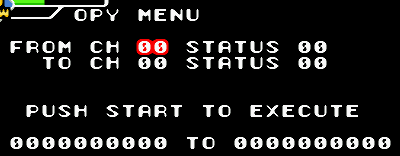 OPY MENU
FROM CH 00 STATUS 00
TO CH 00 STATUS 00
PUSH START TO EXECUTE
0000000000 TO 0000000000